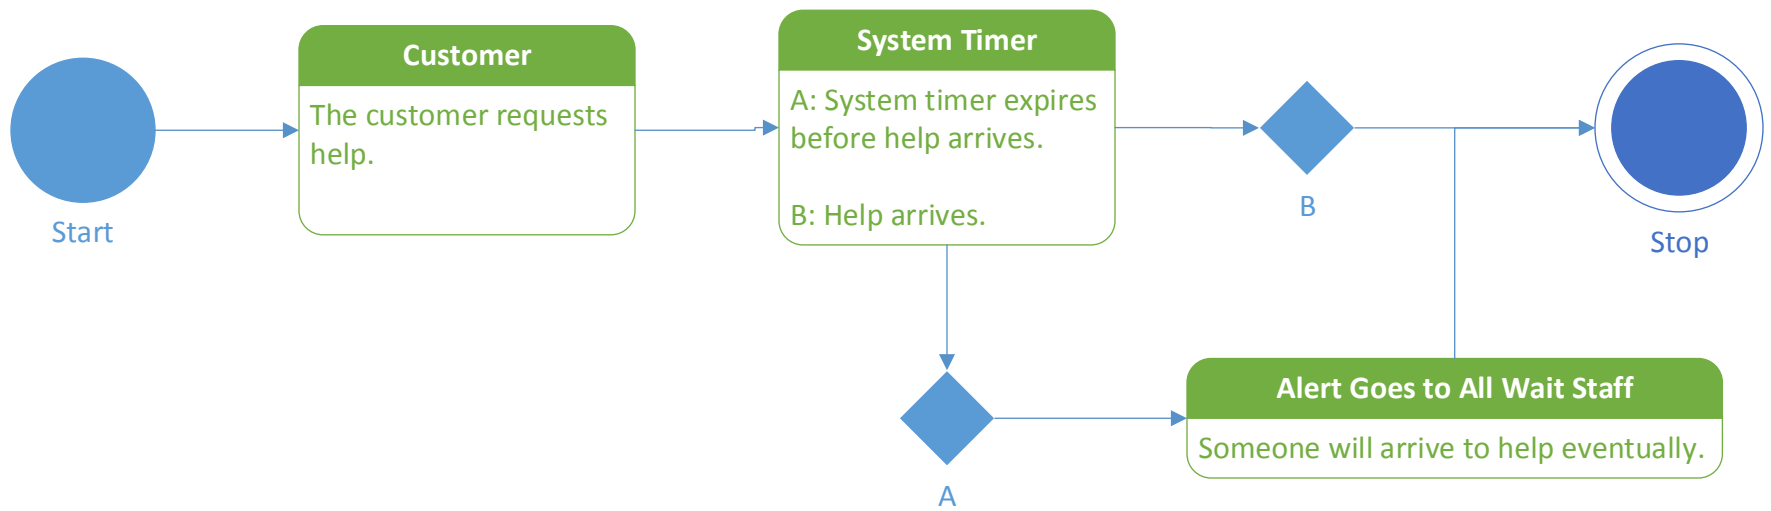 Start
Customer
The customer requests
help.
System Timer
A: System timer expires
before help arrives.
B: Help arrives.
B
Stop
A
Alert Goes to All Wait Staff
Someone will arrive to help eventually.